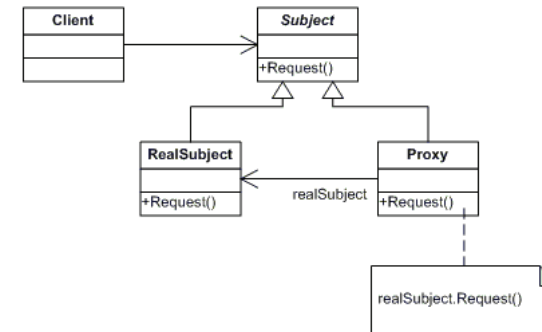 Client
Subject
+Request()
RealSubject
+Request()
realSubject
Proxy
+Request()
realSubject.Request()